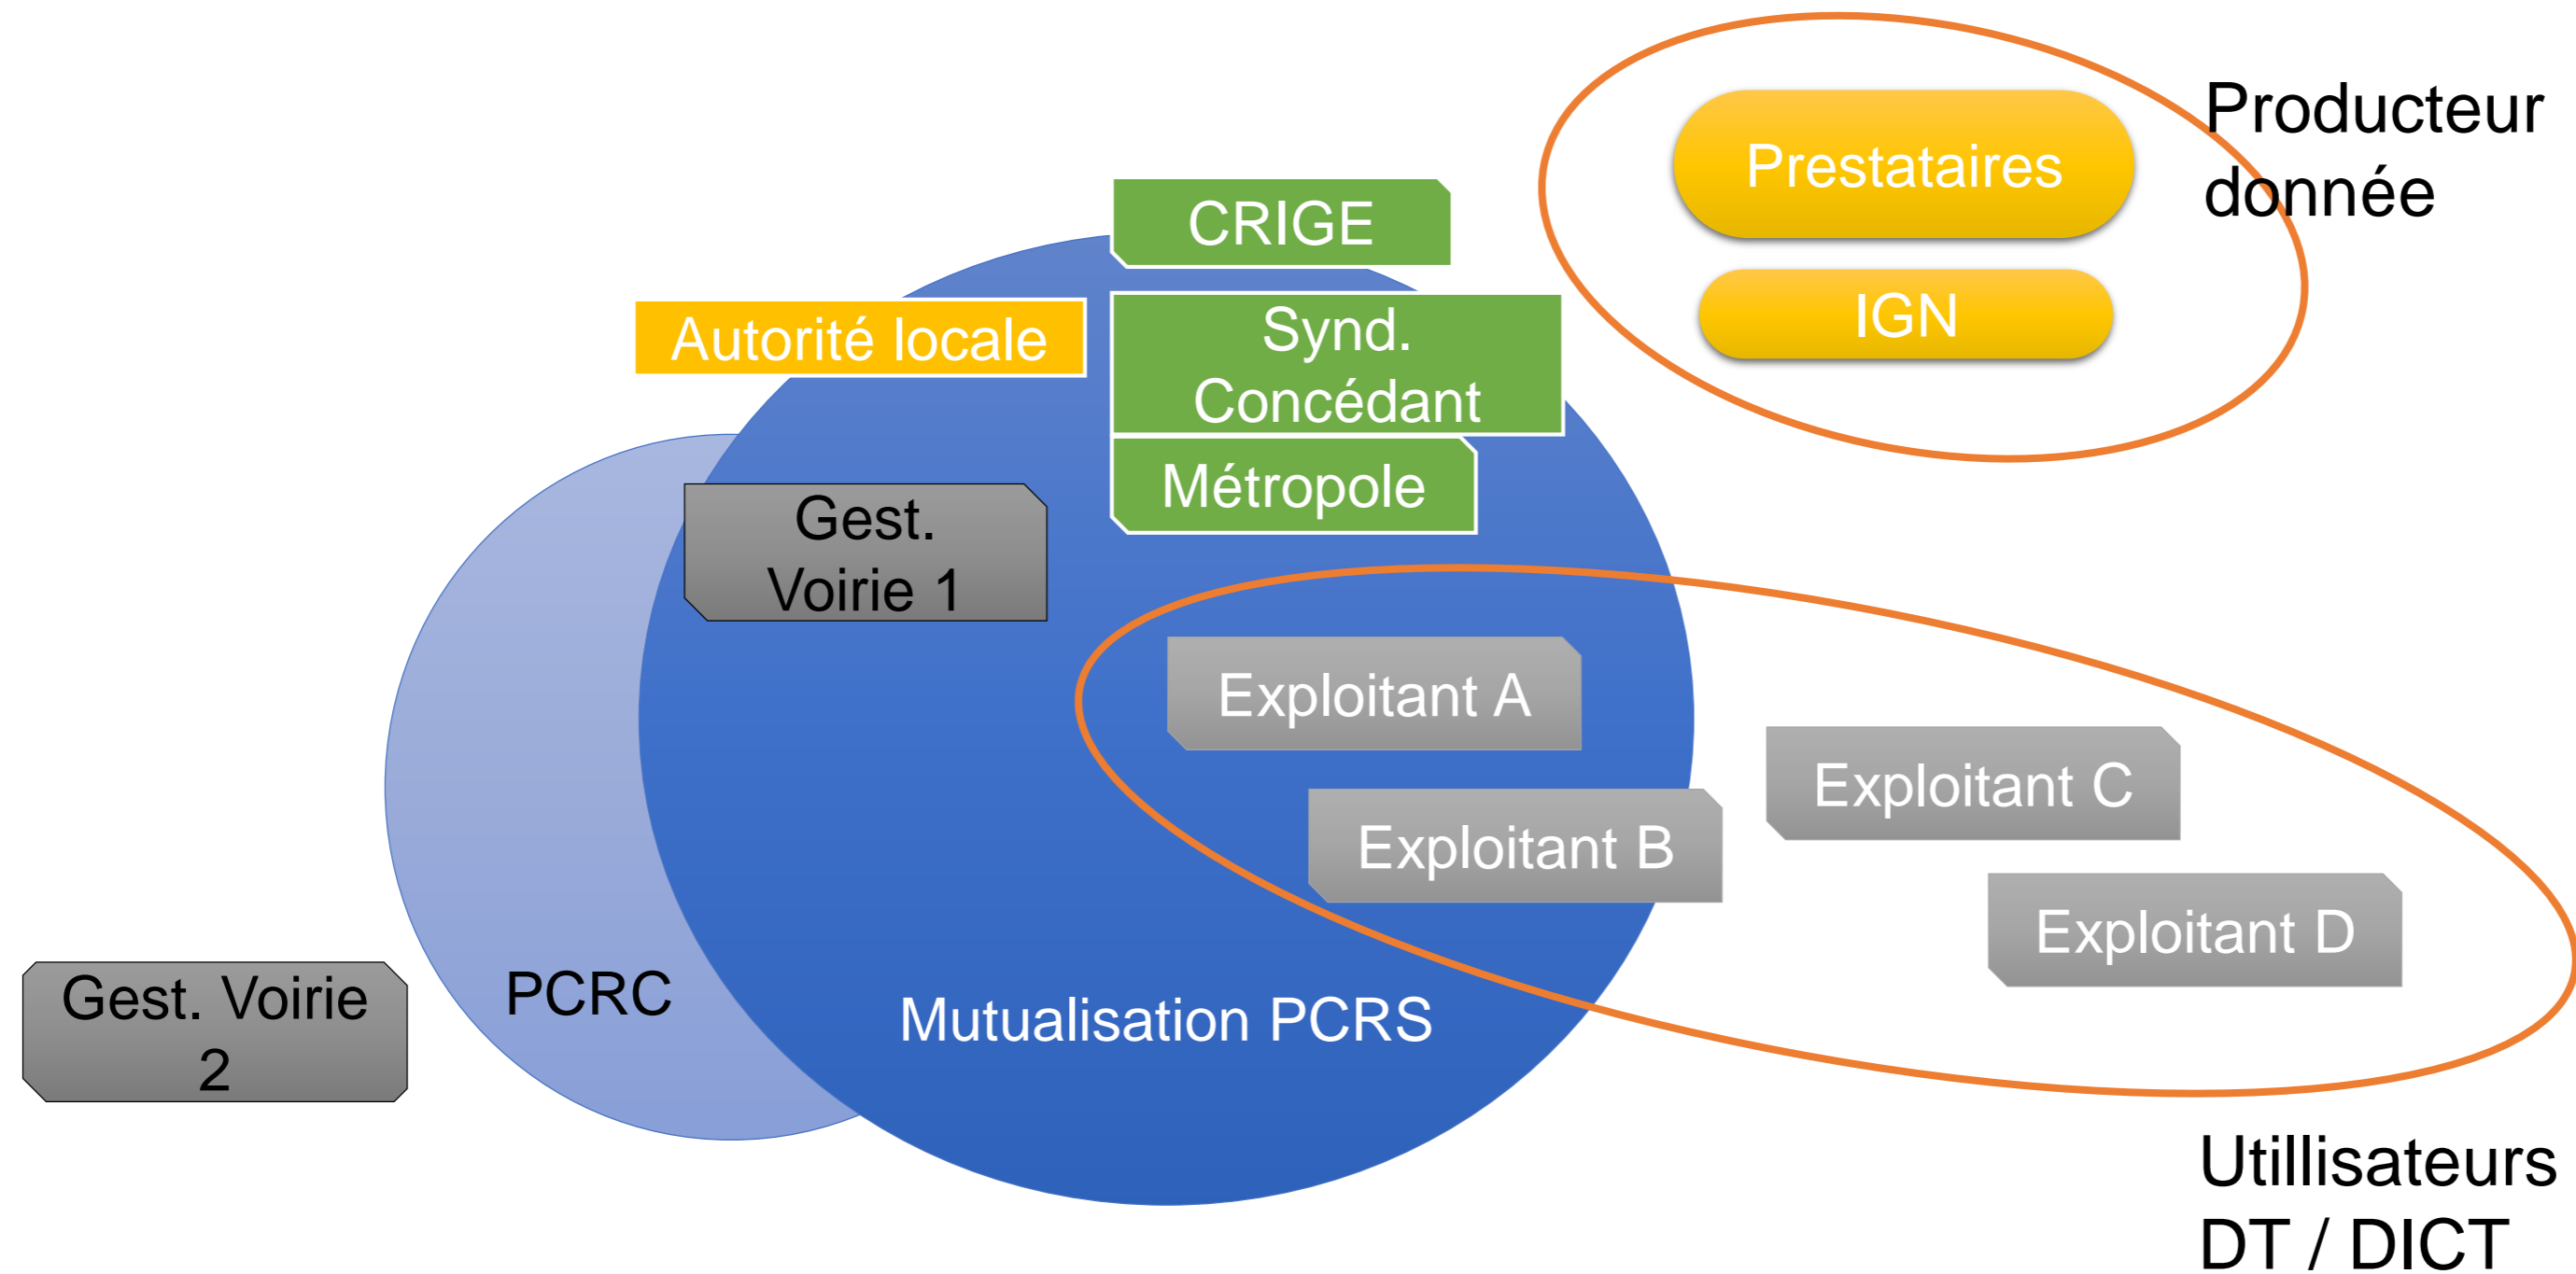 Producteur
donnée
Prestataires
IGN
CRIGE
Autorité locale
Synd.
Concédant
Métropole
Gest.
Voirie 1
Exploitant A
Exploitant C
Exploitant B
Exploitant D
Gest. Voirie
2
PCRC
Mutualisation PCRS
Utillisateurs
DT / DICT